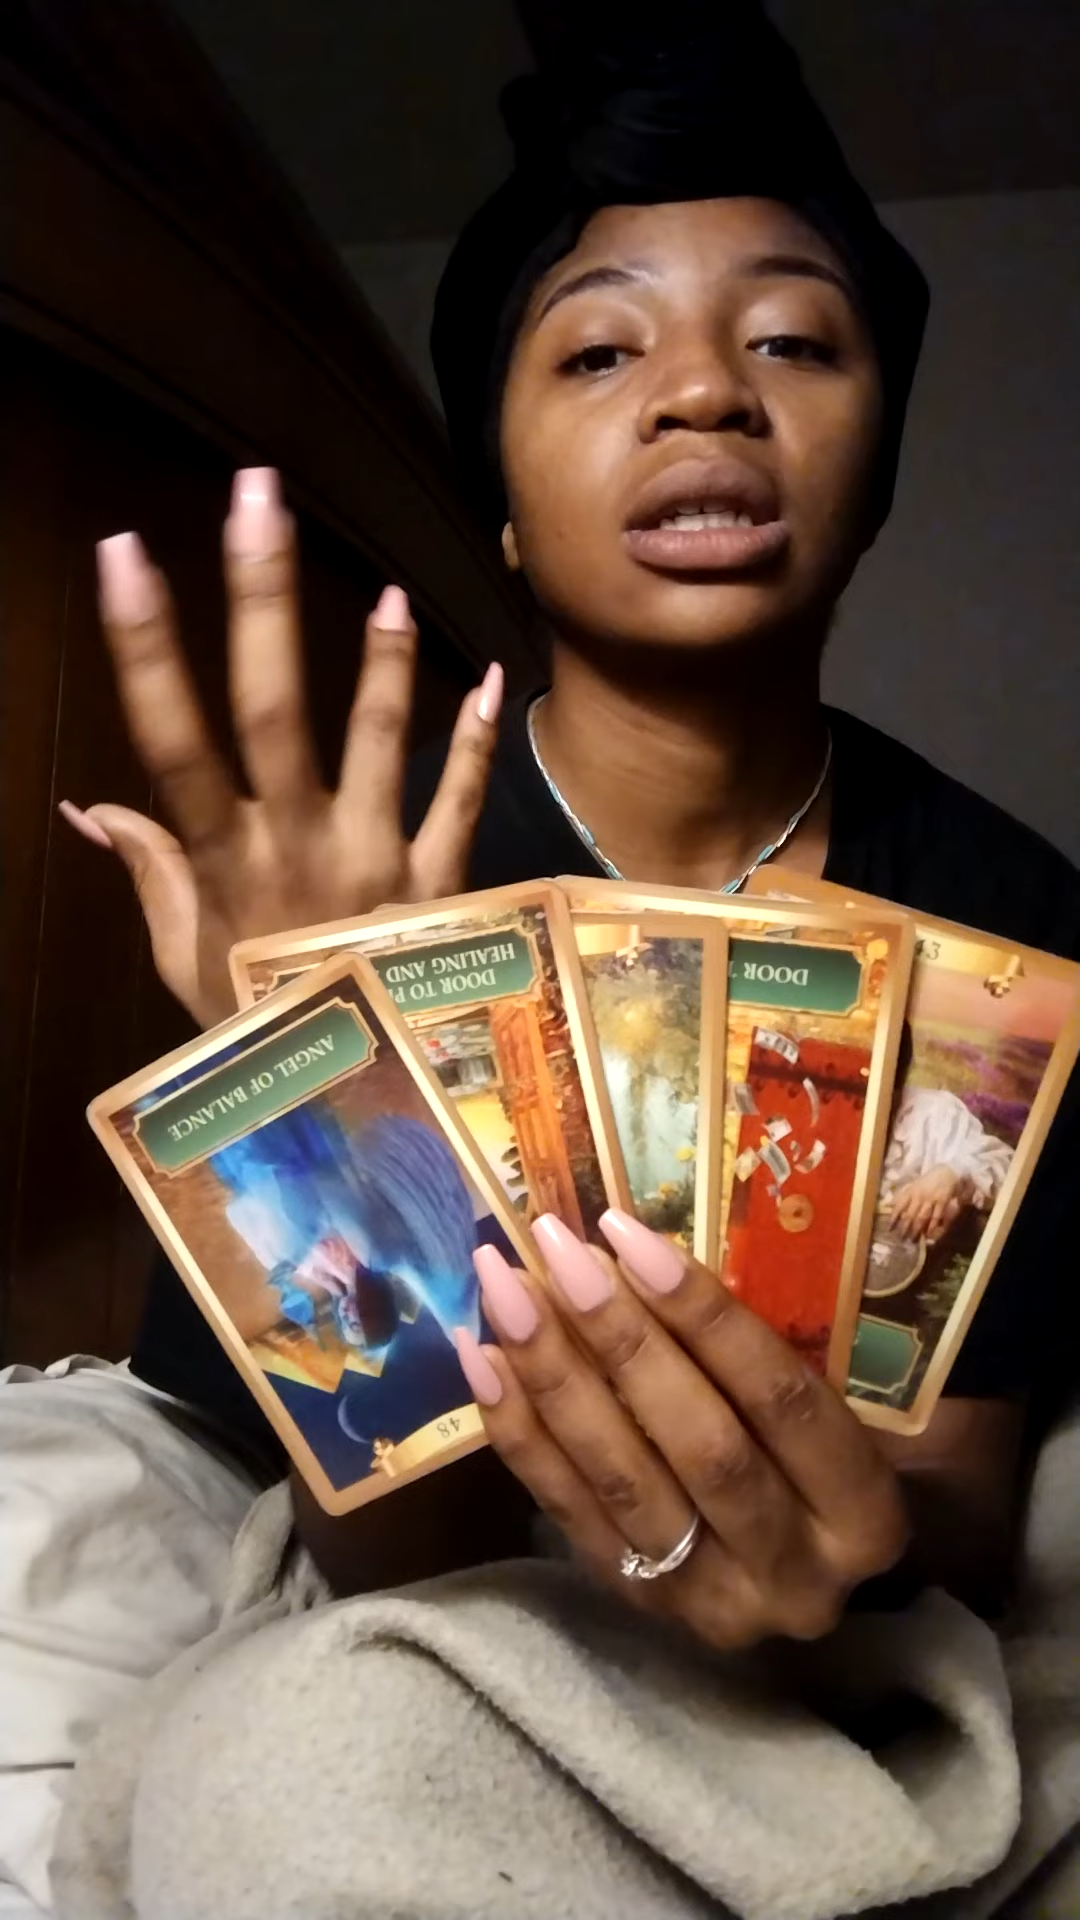 ANGEL OF BALANCE
48
DOOR TO
HEALING AND
DOOR
43